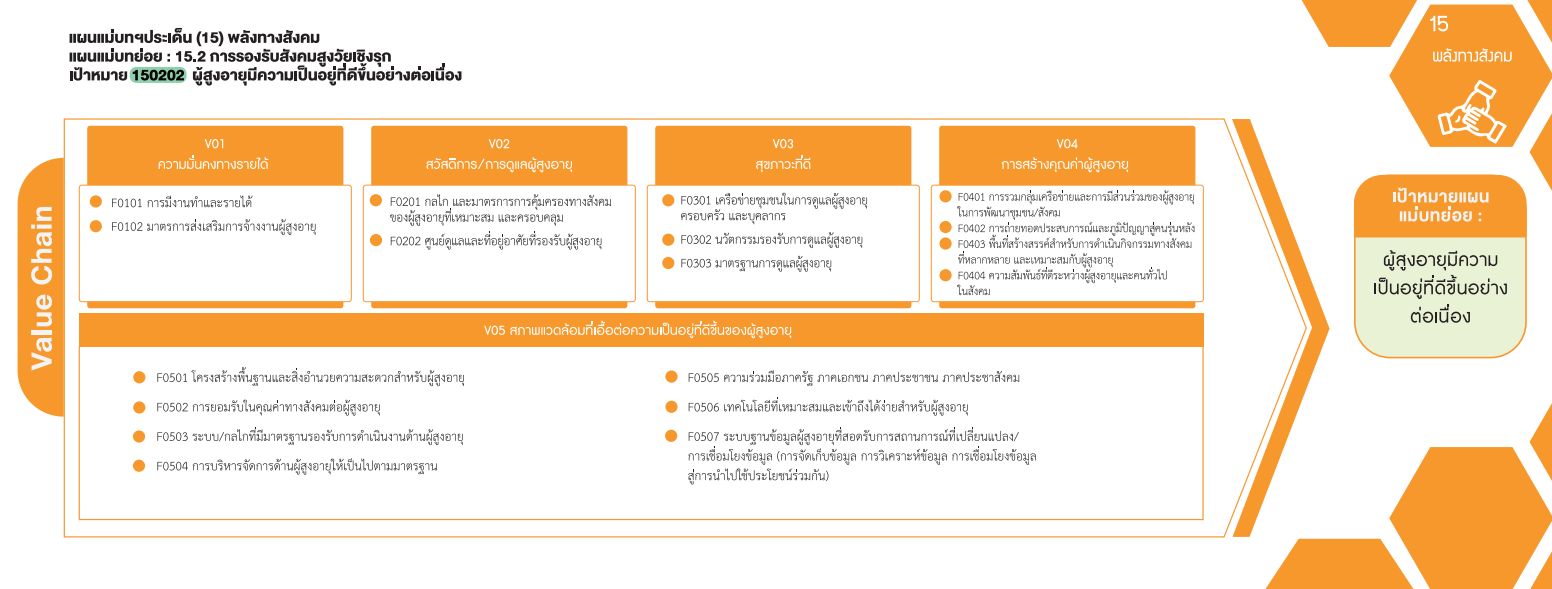 แผนแม่บทฯประเด็น (15) พลังทางสังคม
แผนแม่บทย่อย : 15.2 การรองรับสังคมสูงวัยเชิงรุก
เป้าหมาย 150202 ผู้สูงอายุมีความเป็นอยู่ที่ดีขึ้นอย่างต่อเนื่อง
15
พลังทางสังคม
Value Chain
V01
ความมั่นคงทางรายได้
F0101 การมีงานทำและรายได้
F0102 มาตรการส่งเสริมการจ้างงานผู้สูงอายุ
V02
สวัสดิการ/การดูแลผู้สูงอายุ
F0201 กลไก และมาตรการการคุ้มครองทางสังคม
ของผู้สูงอายุที่เหมาะสม และครอบคลุม
F0202 ศูนย์ดูแลและที่อยู่อาศัยที่รองรับผู้สูงอายุ
V03
สุขภาวะที่ดี
F0301 เครือข่ายชุมชนในการดูแลผู้สูงอายุ
ครอบครัว และบุคลากร
F0302 นวัตกรรมรองรับการดูแลผู้สูงอายุ
F0303 มาตรฐานการดูแลผู้สูงอายุ
V04
การสร้างคุณค่าผู้สูงอายุ
F0401 การรวมกลุ่มเครือข่ายและการมีส่วนร่วมของผู้สูงอายุ
ในการพัฒนาชุมชน/สังคม
F0402 การถ่ายทอดประสบการณ์และภูมิปัญญาสู่คนรุ่นหลัง
F0403 พื้นที่สร้างสรรค์สำหรับการดำเนินกิจกรรมทางสังคม
ที่หลากหลาย และเหมาะสมกับผู้สูงอายุ
F0404 ความสัมพันธ์ที่ดีระหว่างผู้สูงอายุและคนทั่วไป
ในสังคม
V05 สภาพแวดล้อมที่เอื้อต่อความเป็นอยู่ที่ดีขึ้นของผู้สูงอายุ
F0501 โครงสร้างพื้นฐานและสิ่งอำนวยความสะดวกสำหรับผู้สูงอายุ
F0502 การยอมรับในคุณค่าทางสังคมต่อผู้สูงอายุ
F0503 ระบบ/กลไกที่มีมาตรฐานรองรับการดำเนินงานด้านผู้สูงอายุ
F0504 การบริหารจัดการด้านผู้สูงอายุให้เป็นไปตามมาตรฐาน
F0505 ความร่วมมือภาครัฐ ภาคเอกชน ภาคประชาชน ภาคประชาสังคม
F0506 เทคโนโลยีที่เหมาะสมและเข้าถึงได้ง่ายสำหรับผู้สูงอายุ
F0507 ระบบฐานข้อมูลผู้สูงอายุที่สอดรับการสถานการณ์ที่เปลี่ยนแปลง/
การเชื่อมโยงข้อมูล (การจัดเก็บข้อมูล การวิเคราะห์ข้อมูล การเชื่อมโยงข้อมูล
สู่การนำไปใช้ประโยชน์ร่วมกัน)
เป้าหมายแผน
แม่บทย่อย :
ผู้สูงอายุมีความ
เป็นอยู่ที่ดีขึ้นอย่าง
ต่อเนื่อง